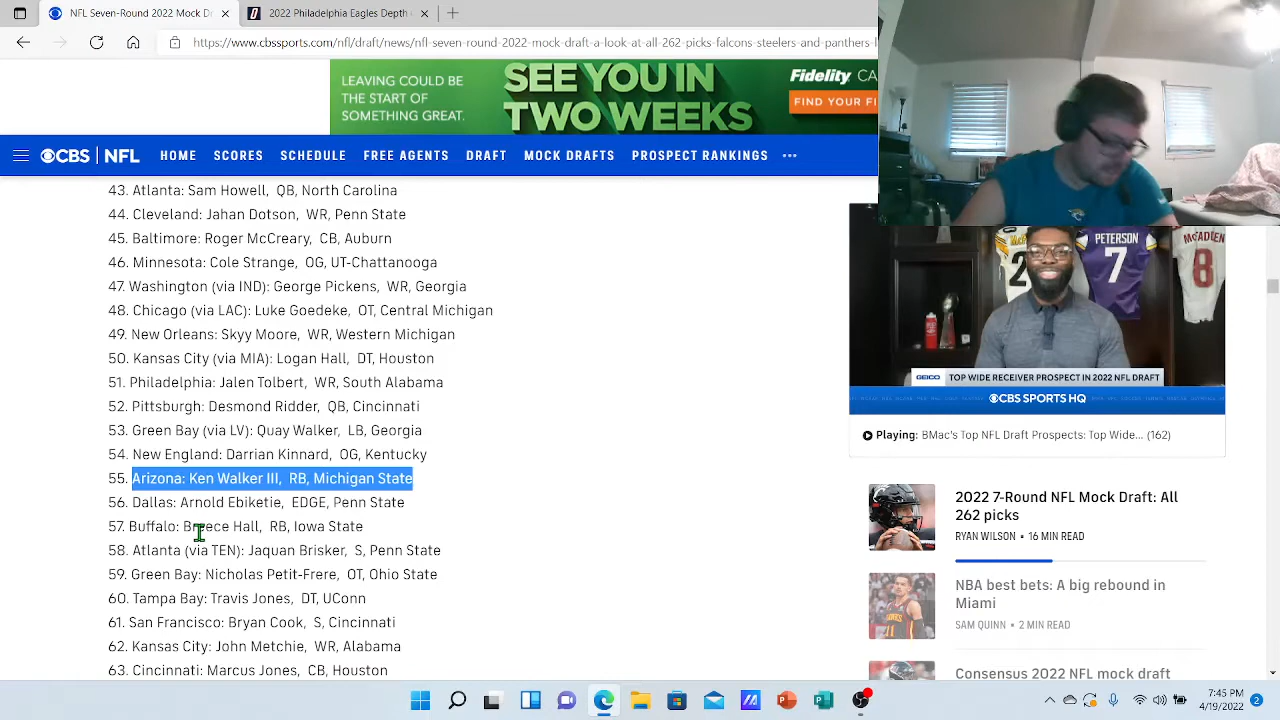 NFL Seven-Round 2022 Mock Dra
2022 NFL Draft Order
https://www.cbssports.com/nfl/draft/news/nfl-seven-round-2022-mock-draft-a-look-at-all-262-picks-falcons-steelers-and-panthers
LEAVING COULD BE
THE START OF
SOMETHING GREAT.
SEE YOU IN
TWO WEEKS
Fidelity CA
FIND YOUR FI
CBS NFL HOME SCORES SCHEDULE FREE AGENTS DRAFT MOCK DRAFTS PROSPECT RANKINGS
43. Atlanta: Sam Howell, QB, North Carolina
44. Cleveland: Jahan Dotson, WR, Penn State
45. Baltimore: Roger McCreary, CB, Auburn
46. Minnesota: Cole Strange, OG, UT-Chattanooga
47. Washington (via IND): George Pickens, WR, Georgia
48. Chicago (via LAC): Luke Goedeke, OT, Central Michigan
49. New Orleans: Skyy Moore, WR, Western Michigan
50. Kansas City (via MIA): Logan Hall, DT, Houston
51. Philadelphia: Jalen Tolbert, WR, South Alabama
52. Pittsburgh: Desmond Ridder, QB, Cincinnati
53. Green Bay (via LV): Quay Walker, LB, Georgia
54. New England: Darrian Kinnard, OG, Kentucky
55. Arizona: Ken Walker III, RB, Michigan State
56. Dallas: Arnold Ebiketie, EDGE, Penn State
57. Buffalo: Breece Hall, RB, Iowa State
58. Atlanta (via TEN): Jaquan Brisker, S, Penn State
59. Green Bay: Nicholas Petit-Frere, OT, Ohio State
60. Tampa Bay: Travis Jones, DT, UConn
61. San Francisco: Bryan Cook, S, Cincinnati
62. Kansas City: John Metchie, WR, Alabama
63. Cincinnati: Marcus Jones, CB, Houston
PETERSON
7
McFADDEN
8
2
GEICO TOP WIDE RECEIVER PROSPECT IN 2022 NFL DRAFT
CBS SPORTS HQ
Playing: BMac's Top NFL Draft Prospects: Top Wide... (162)
2022 7-Round NFL Mock Draft: All
262 picks
RYAN WILSON • 16 MIN READ
NBA best bets: A big rebound in
Miami
SAM QUINN • 2 MIN READ
Consensus 2022 NFL mock draft
7:45 PM
4/19/2022
2